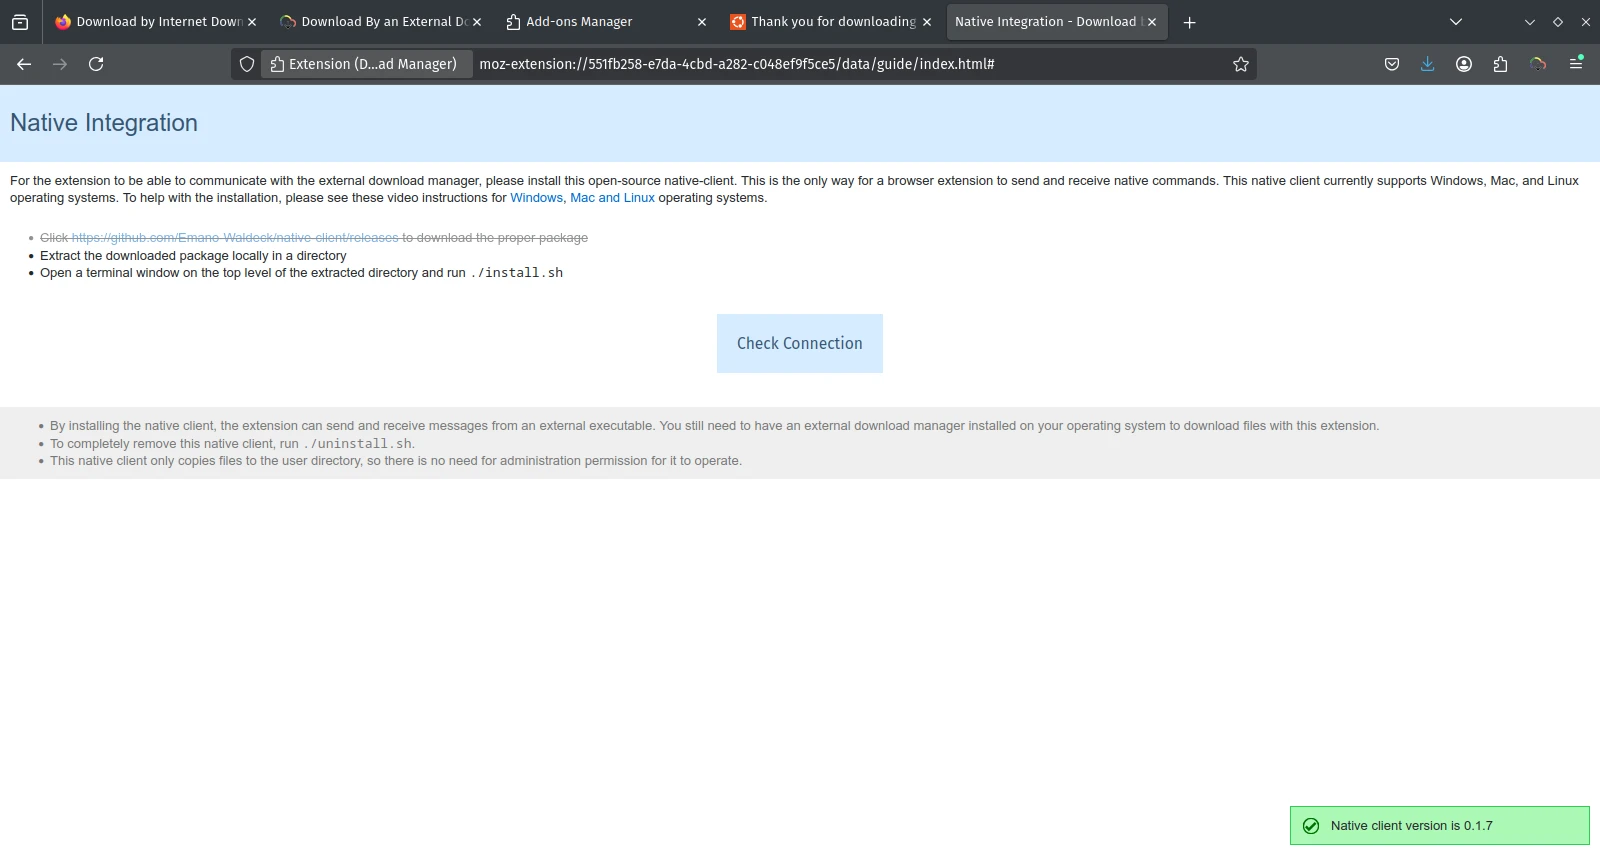 Download by Internet Down
Download By an External Do
Add-ons Manager
Thank you for downloading
Native Integration - Download b
Extension (D...ad Manager)
moz-extension://551fb258-e7da-4cbd-a282-c048ef9f5ce5/data/guide/index.html#
Native Integration
For the extension to be able to communicate with the external download manager, please install this open-source native-client. This is the only way for a browser extension to send and receive native commands. This native client currently supports Windows, Mac, and Linux
operating systems. To help with the installation, please see these video instructions for Windows, Mac and Linux operating systems.
Click https://github.com/Emano-Waldeck/native-client/releases to download the proper package
Extract the downloaded package locally in a directory
Open a terminal window on the top level of the extracted directory and run ./install.sh
Check Connection
By installing the native client, the extension can send and receive messages from an external executable. You still need to have an external download manager installed on your operating system to download files with this extension.
To completely remove this native client, run ./uninstall.sh.
This native client only copies files to the user directory, so there is no need for administration permission for it to operate.
Native client version is 0.1.7